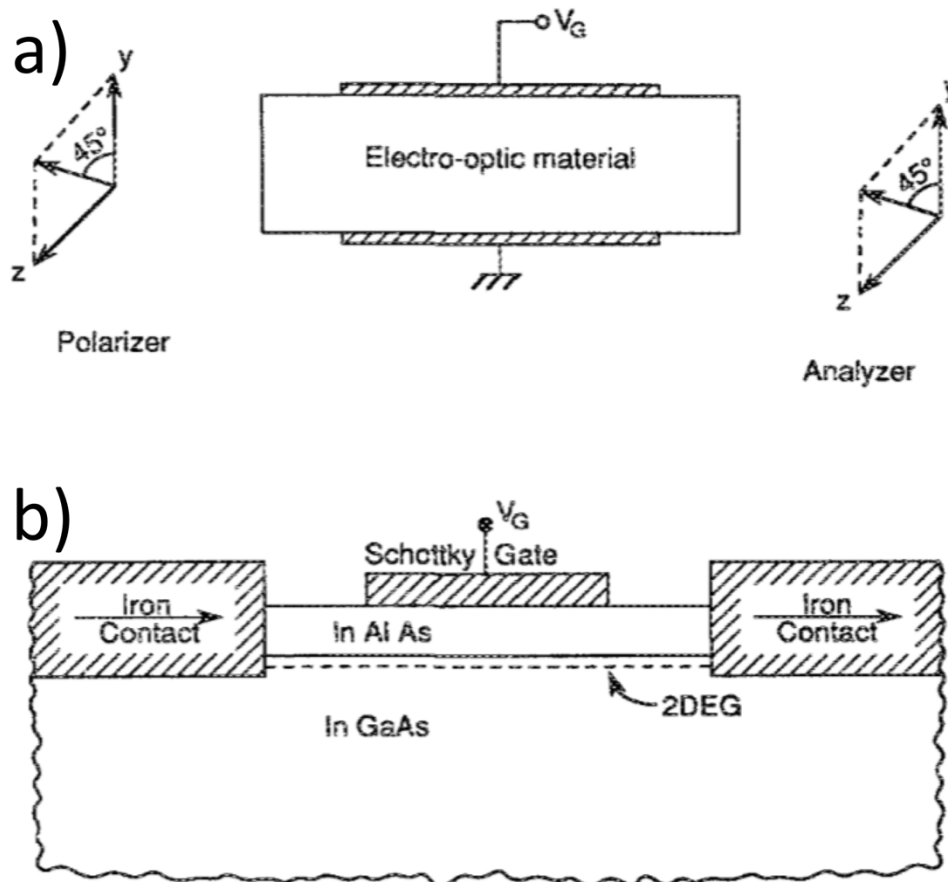 a)
V_G
y
45°
z
Polarizer
Electro-optic material
y
45°
z
Analyzer
b)
V_G
Schottky Gate
Iron
Contact
In Al As
Iron
Contact
2DEG
In GaAs